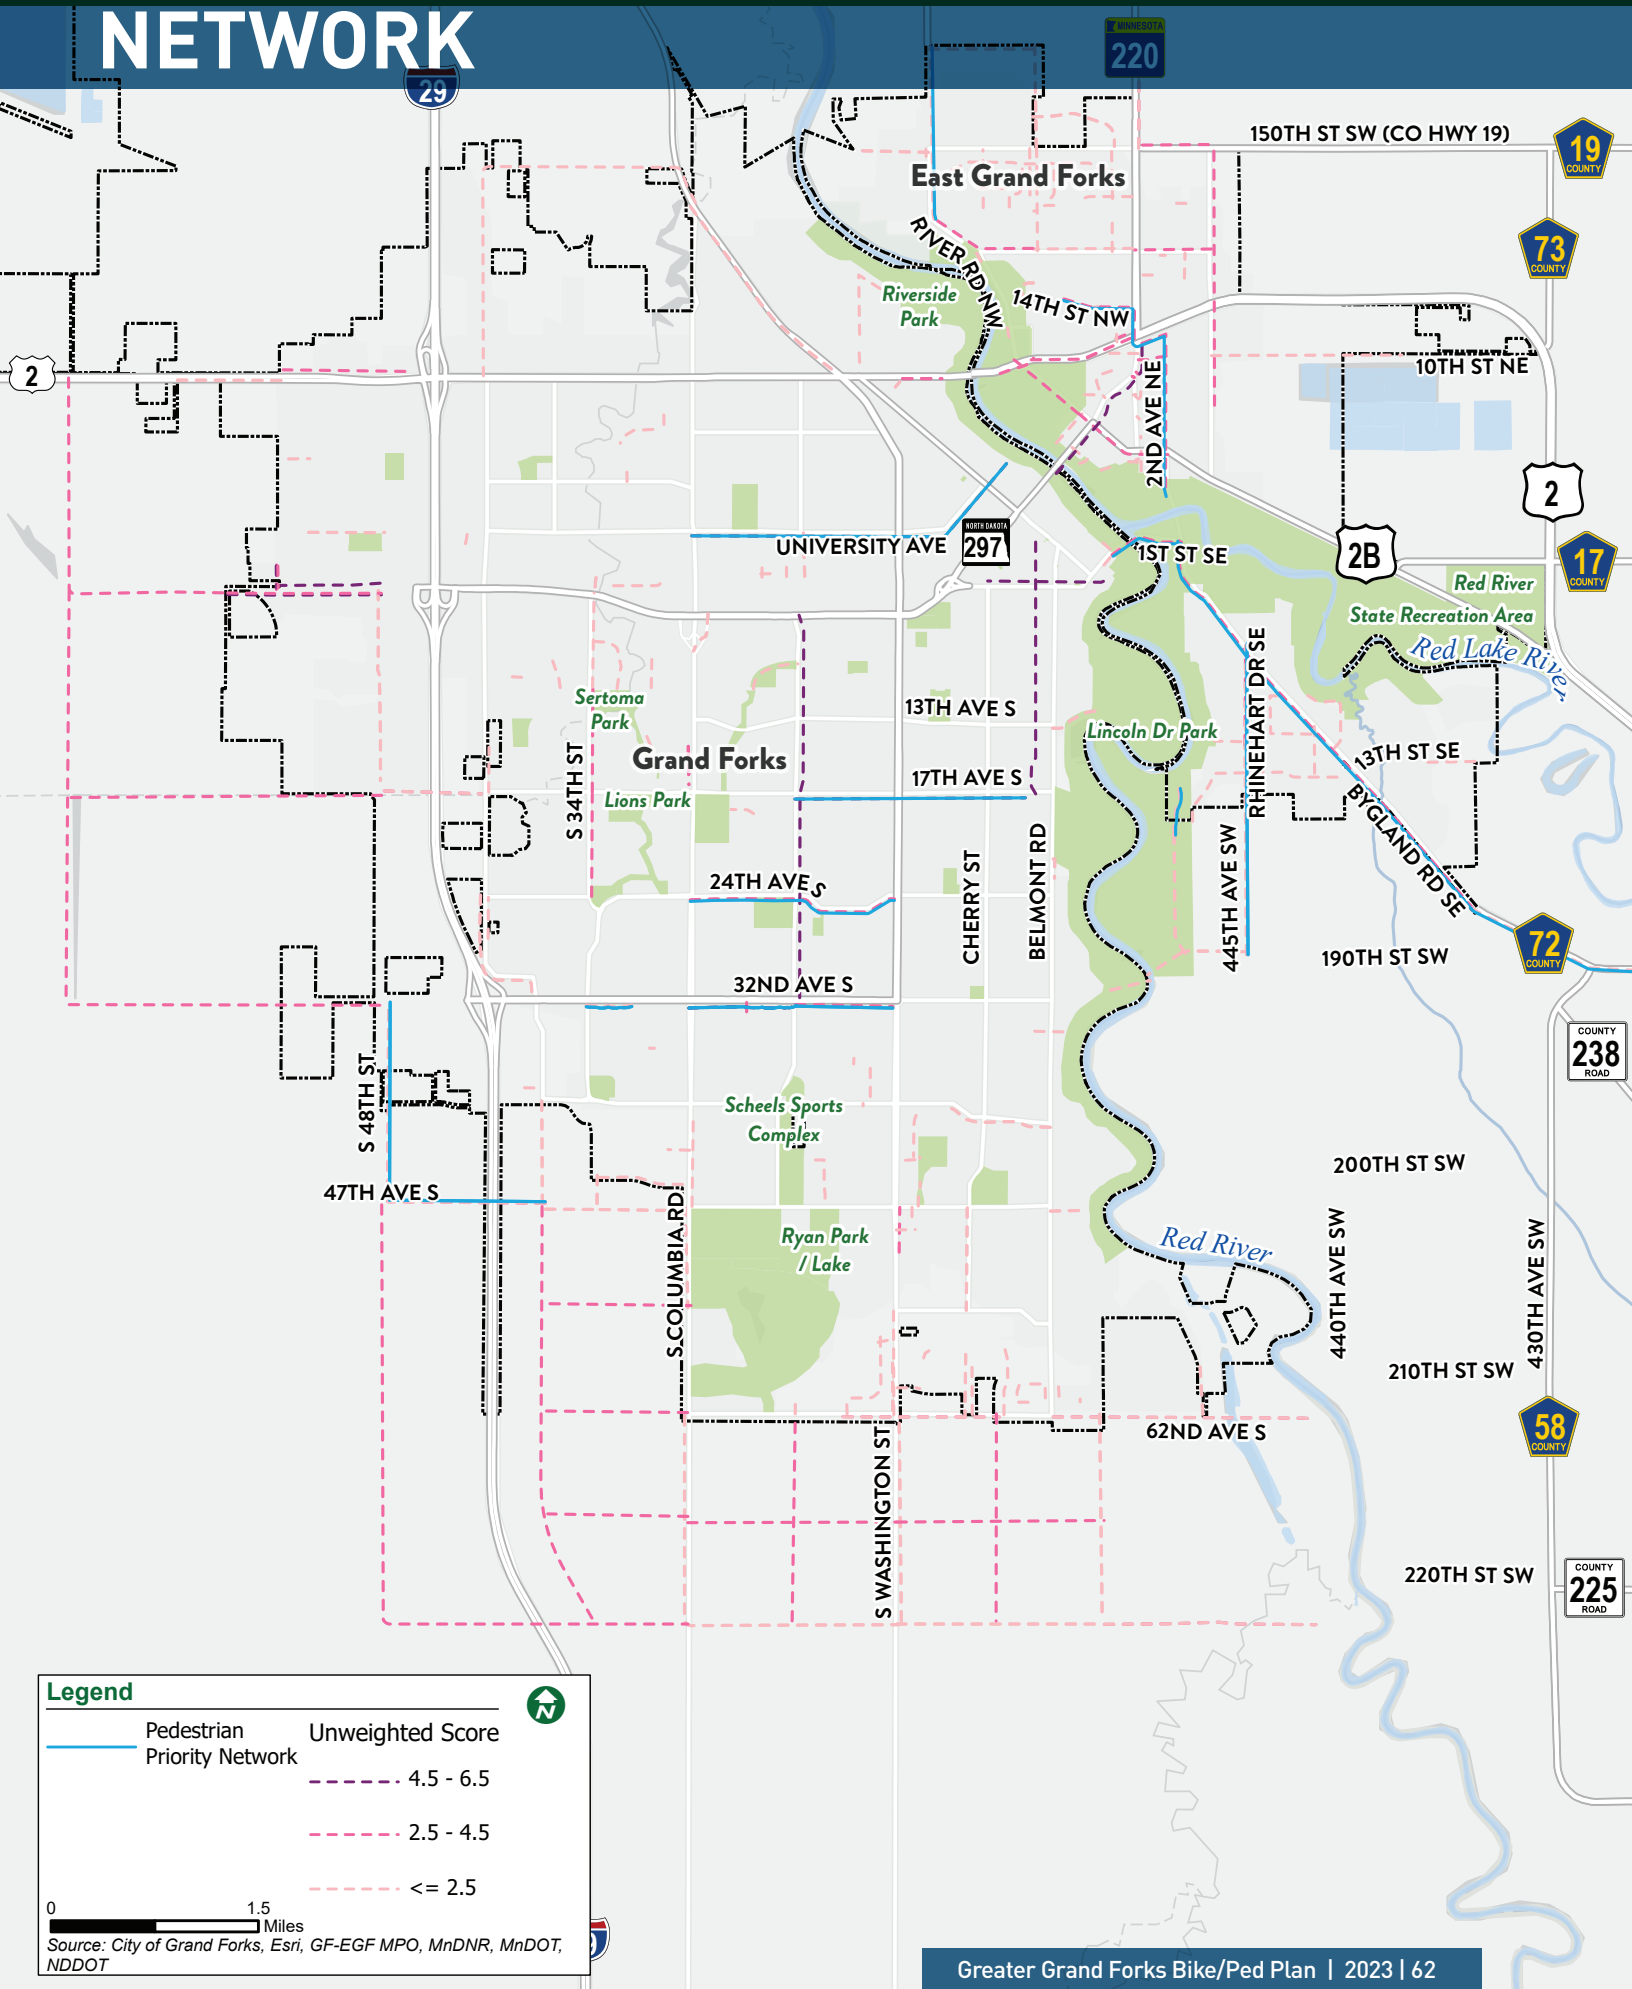 NETWORK
MINNESOTA
220
29
150TH ST SW (CO HWY 19)
19
COUNTY
East Grand Forks
73
COUNTY
RIVER RD NW
Riverside
Park
14TH ST NW
2
10TH ST NE
2ND AVE NE
2
UNIVERSITY AVE
NORTH DAKOTA
297
1ST ST SE
2B
17
COUNTY
Red River
State Recreation Area
Red Lake River
RHINEHART DR SE
Sertoma
Park
13TH AVE S
Lincoln Dr Park
Grand Forks
S 34TH ST
17TH AVE S
13TH ST SE
Lions Park
BYGLAND RD SE
24TH AVE S
CHERRY ST
BELMONT RD
445TH AVE SW
72
COUNTY
190TH ST SW
32ND AVE S
COUNTY
238
ROAD
S 48TH ST
Scheels Sports
Complex
200TH ST SW
47TH AVE S
S COLUMBIA RD
Ryan Park
/ Lake
Red River
440TH AVE SW
430TH AVE SW
210TH ST SW
58
COUNTY
62ND AVE S
S WASHINGTON ST
220TH ST SW
COUNTY
225
ROAD
Legend
N
Pedestrian
Priority Network
Unweighted Score
4.5 - 6.5
2.5 - 4.5
<= 2.5
0
1.5
Miles
Source: City of Grand Forks, Esri, GF-EGF MPO, MnDNR, MnDOT,
NDDOT
Greater Grand Forks Bike/Ped Plan | 2023 | 62